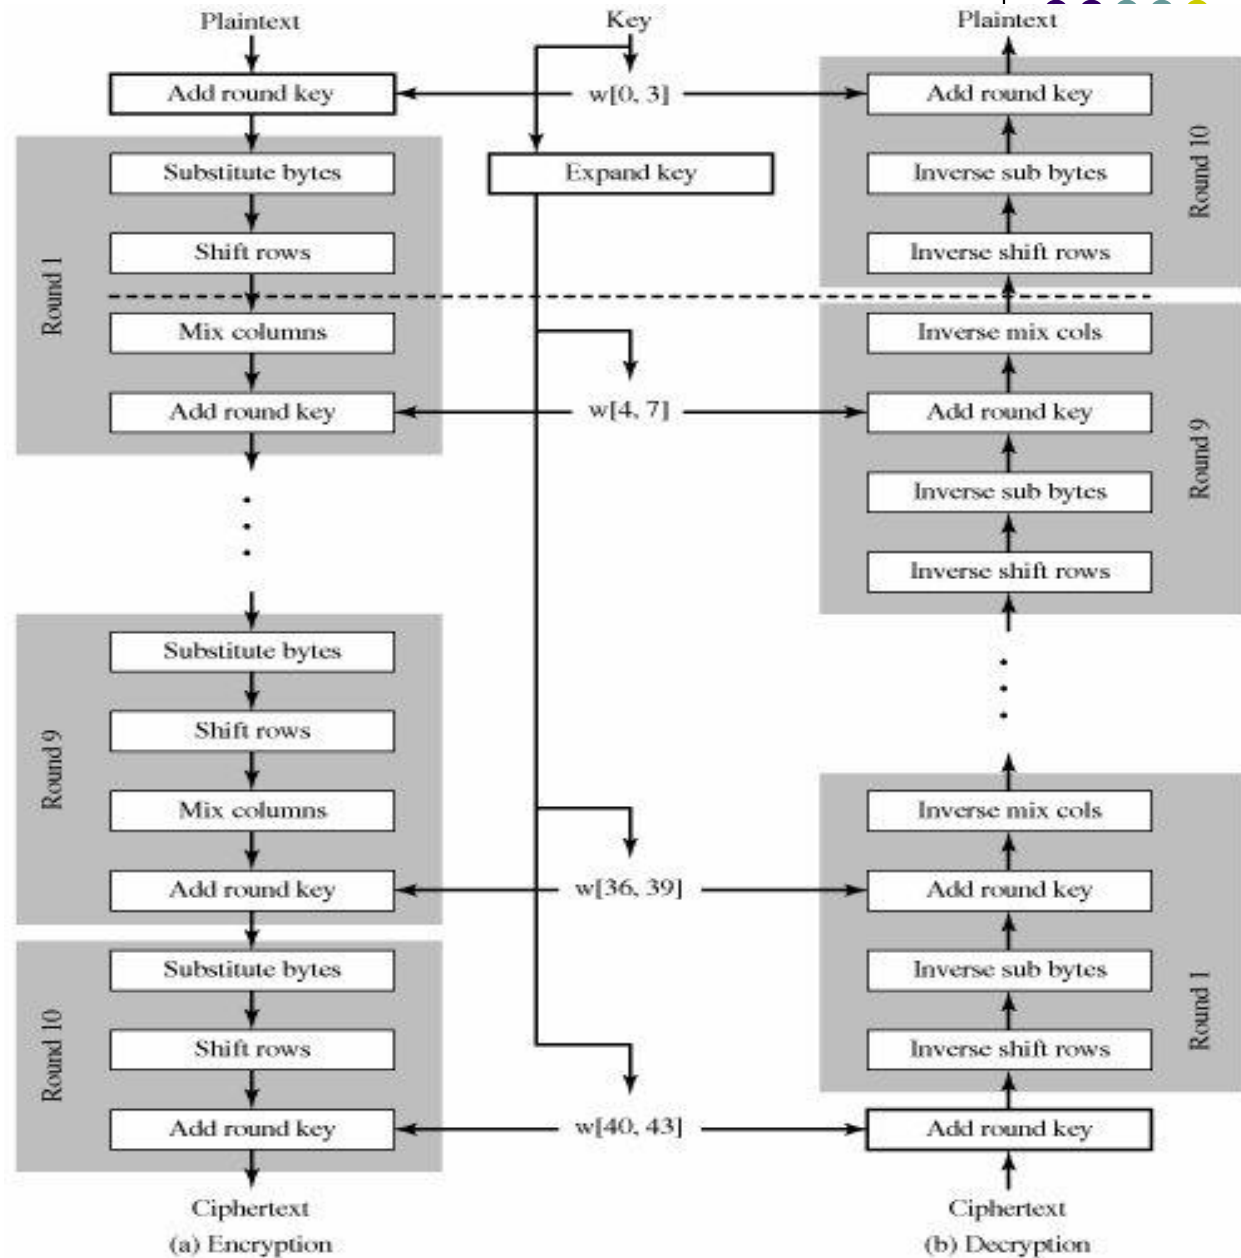 Plaintext
Add round key
Round 1
Substitute bytes
Shift rows
Mix columns
Add round key
Round 9
Substitute bytes
Shift rows
Mix columns
Add round key
Round 10
Substitute bytes
Shift rows
Add round key
Ciphertext
(a) Encryption
Key
w[0, 3]
Expand key
w[4, 7]
w[36, 39]
w[40, 43]
Plaintext
Add round key
Inverse sub bytes
Inverse shift rows
Round 10
Inverse mix cols
Add round key
Inverse sub bytes
Inverse shift rows
Round 9
Inverse mix cols
Add round key
Inverse sub bytes
Inverse shift rows
Round 1
Add round key
Ciphertext
(b) Decryption